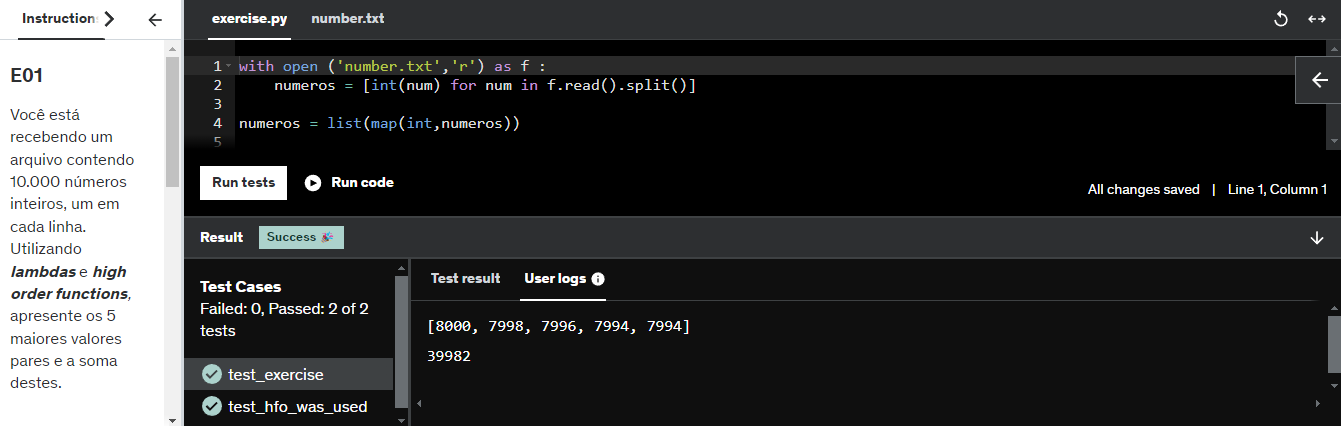 Instruction
exercise.py number.txt
E01
Você está
recebendo um
arquivo contendo
10.000 números
inteiros, um em
cada linha.
Utilizando
lambdas e high
order functions,
apresente os 5
maiores valores
pares e a soma
destes.
1 with open ('number.txt','r') as f :
2 numeros = [int(num) for num in f.read().split()]
3
4 numeros = list(map(int,numeros))
5
Run tests Run code
All changes saved | Line 1, Column 1
Result Success
Test Cases
Failed: 0, Passed: 2 of 2
tests
test_exercise
test_hfo_was_used
Test result User logs
[8000, 7998, 7996, 7994, 7994]
39982